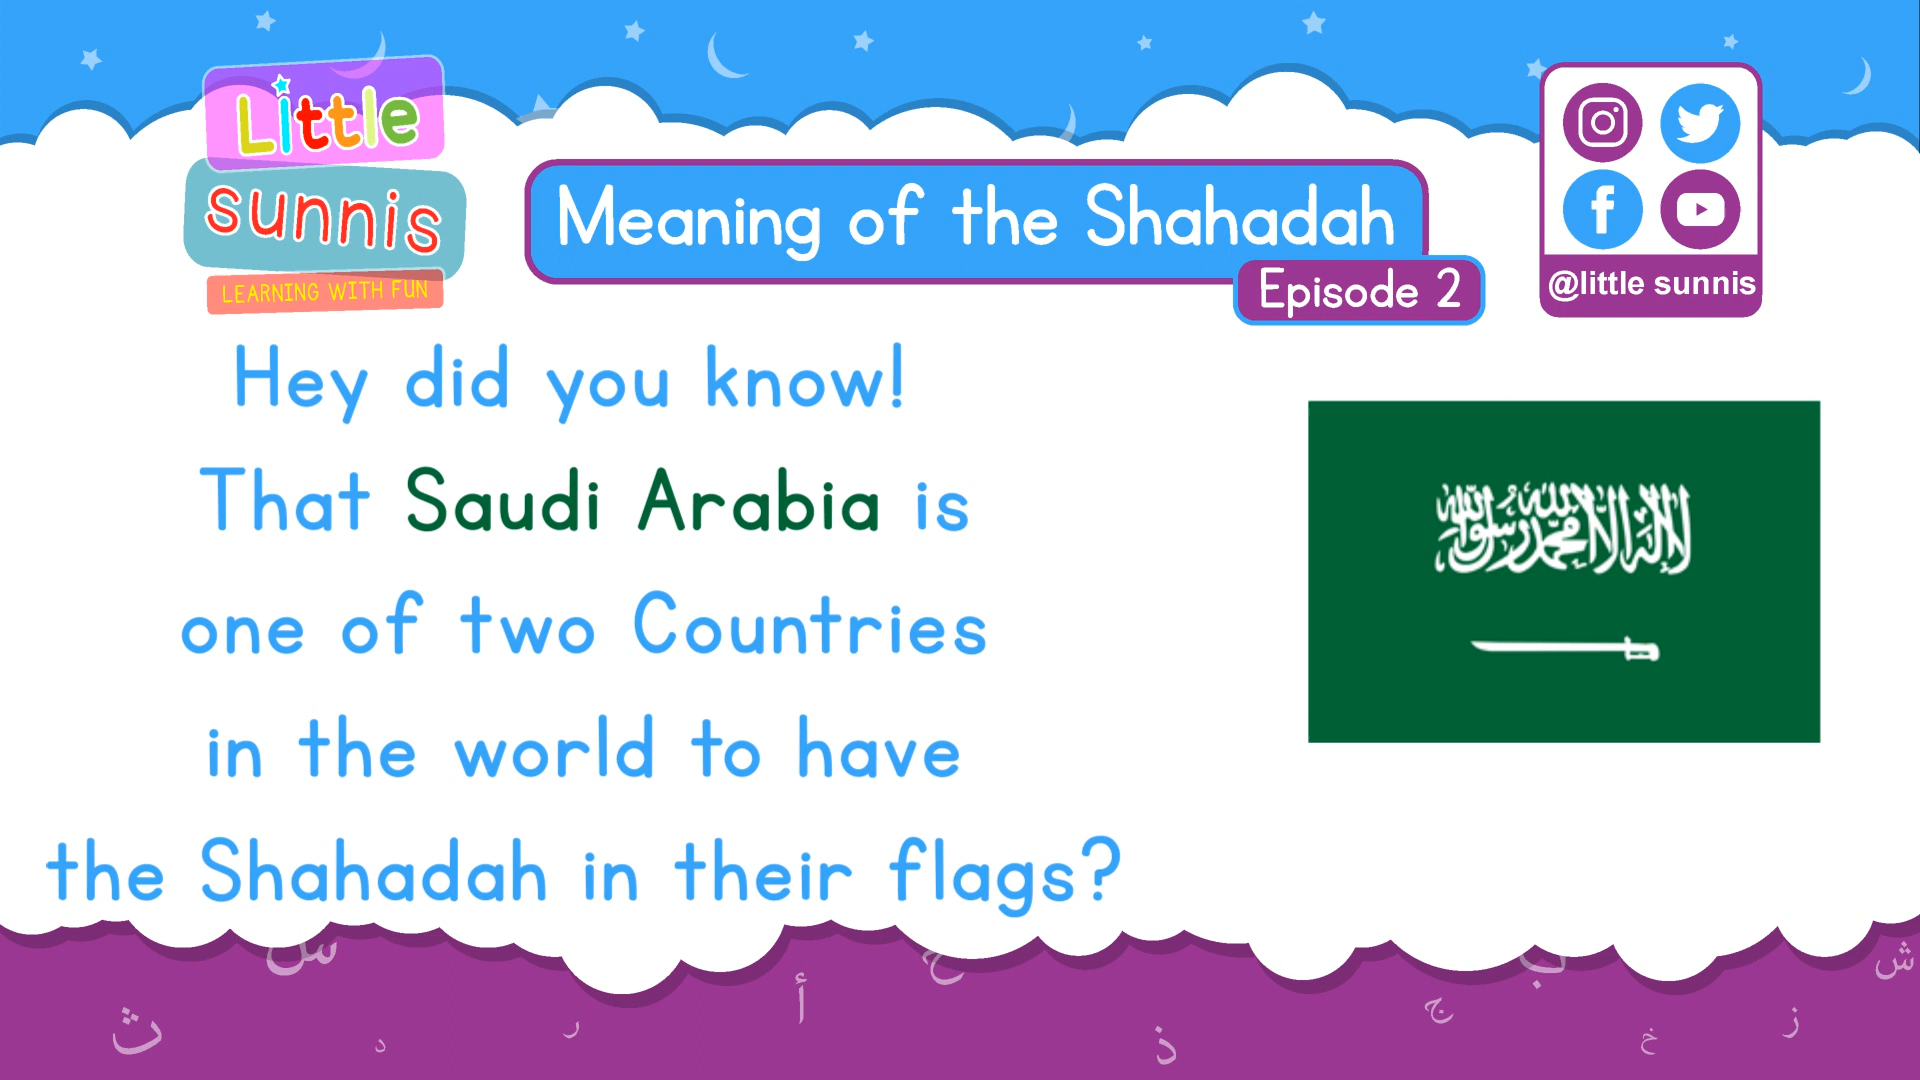 Little
sunnis
LEARNING WITH FUN
Meaning of the Shahadah
Episode 2
@little sunnis
Hey did you know!
That Saudi Arabia is
one of two Countries
in the world to have
the Shahadah in their flags?
لا إله إلا الله محمد رسول الله
س
ث
د
ر
أ
ح
ذ
ج
ب
خ
ز
ش